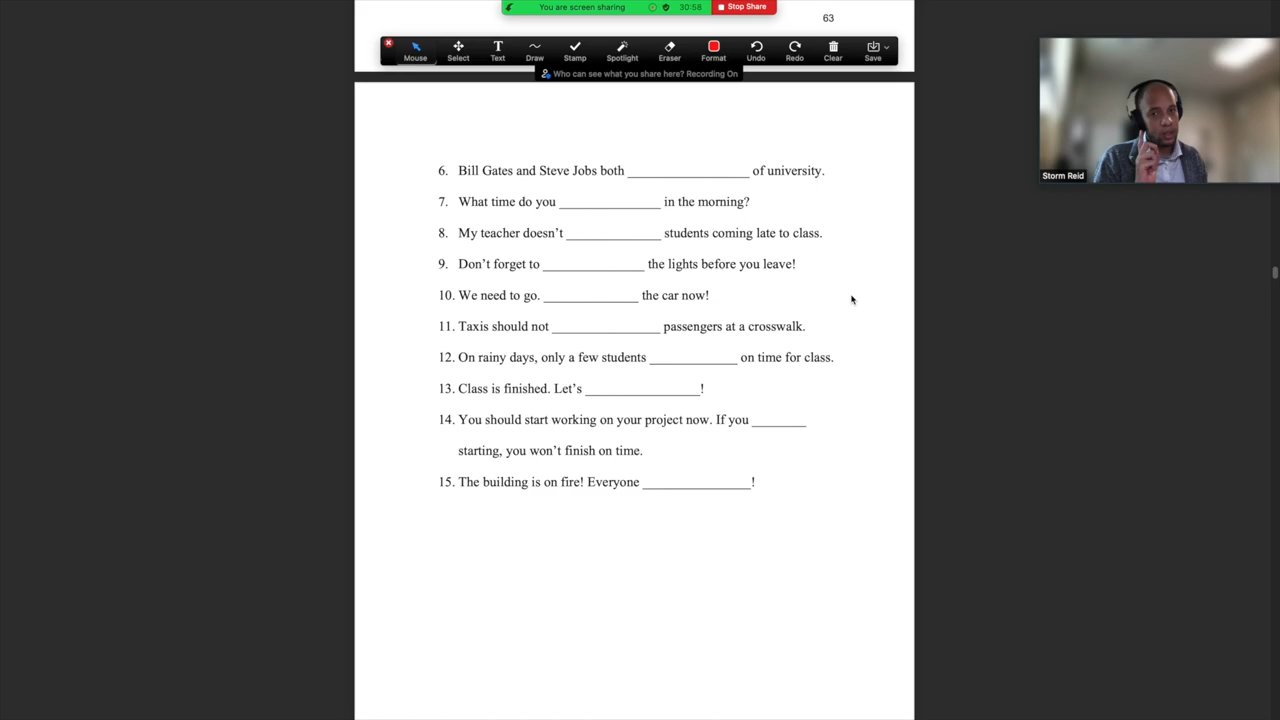 You are screen sharing 30:58 Stop Share
63
Mouse Select Text Draw Stamp Spotlight Eraser Format Undo Redo Clear Save
Who can see what you share here? Recording On
6. Bill Gates and Steve Jobs both __________________ of university.
7. What time do you _______________ in the morning?
8. My teacher doesn’t ______________ students coming late to class.
9. Don’t forget to _______________ the lights before you leave!
10. We need to go. ______________ the car now!
11. Taxis should not ________________ passengers at a crosswalk.
12. On rainy days, only a few students _____________ on time for class.
13. Class is finished. Let’s _________________!
14. You should start working on your project now. If you ________
starting, you won’t finish on time.
15. The building is on fire! Everyone ________________!
Storm Reid